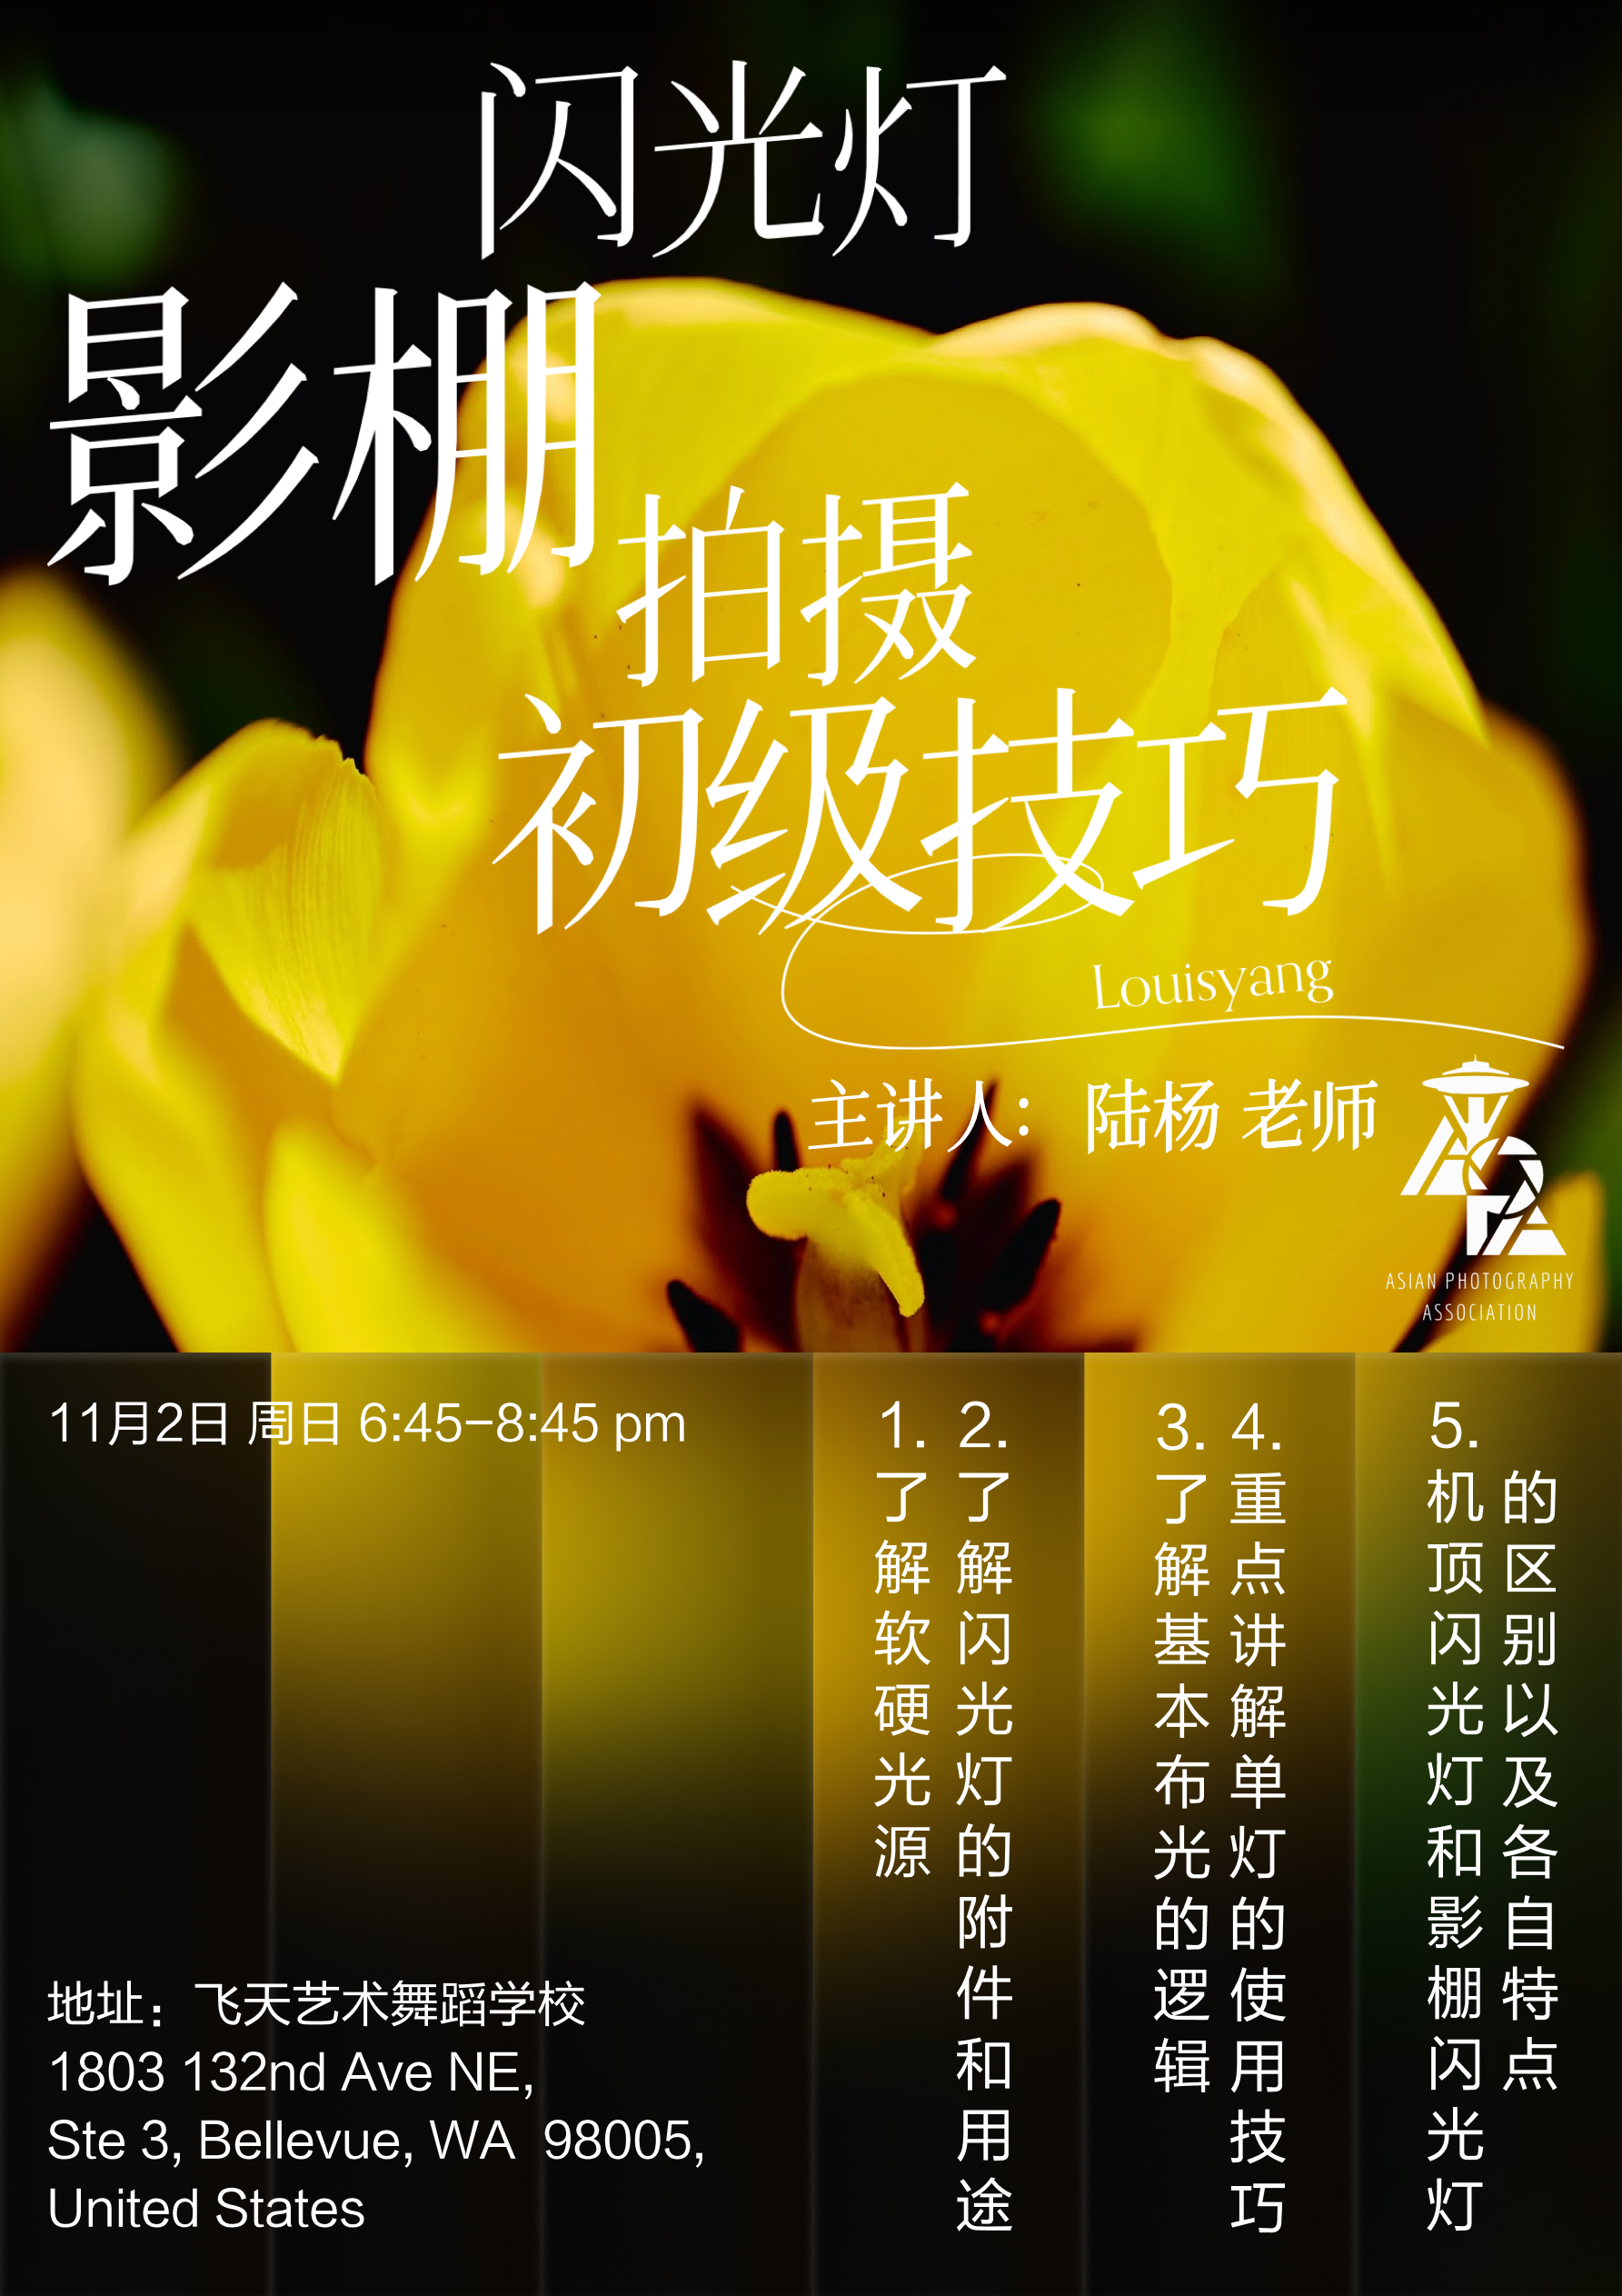 闪光灯
影棚
拍摄
初级技巧
Louisyang
主讲人： 陆杨 老师
ASIAN PHOTOGRAPHY
ASSOCIATION
11月2日 周日 6:45–8:45 pm
1.了解软硬光源
2.了解闪光灯的附件和用途
3.了解基本布光的逻辑
4.重点讲解单灯的使用技巧
5.机顶闪光灯和影棚闪光灯
的区别以及各自特点
地址：飞天艺术舞蹈学校
1803 132nd Ave NE,
Ste 3, Bellevue, WA 98005,
United States